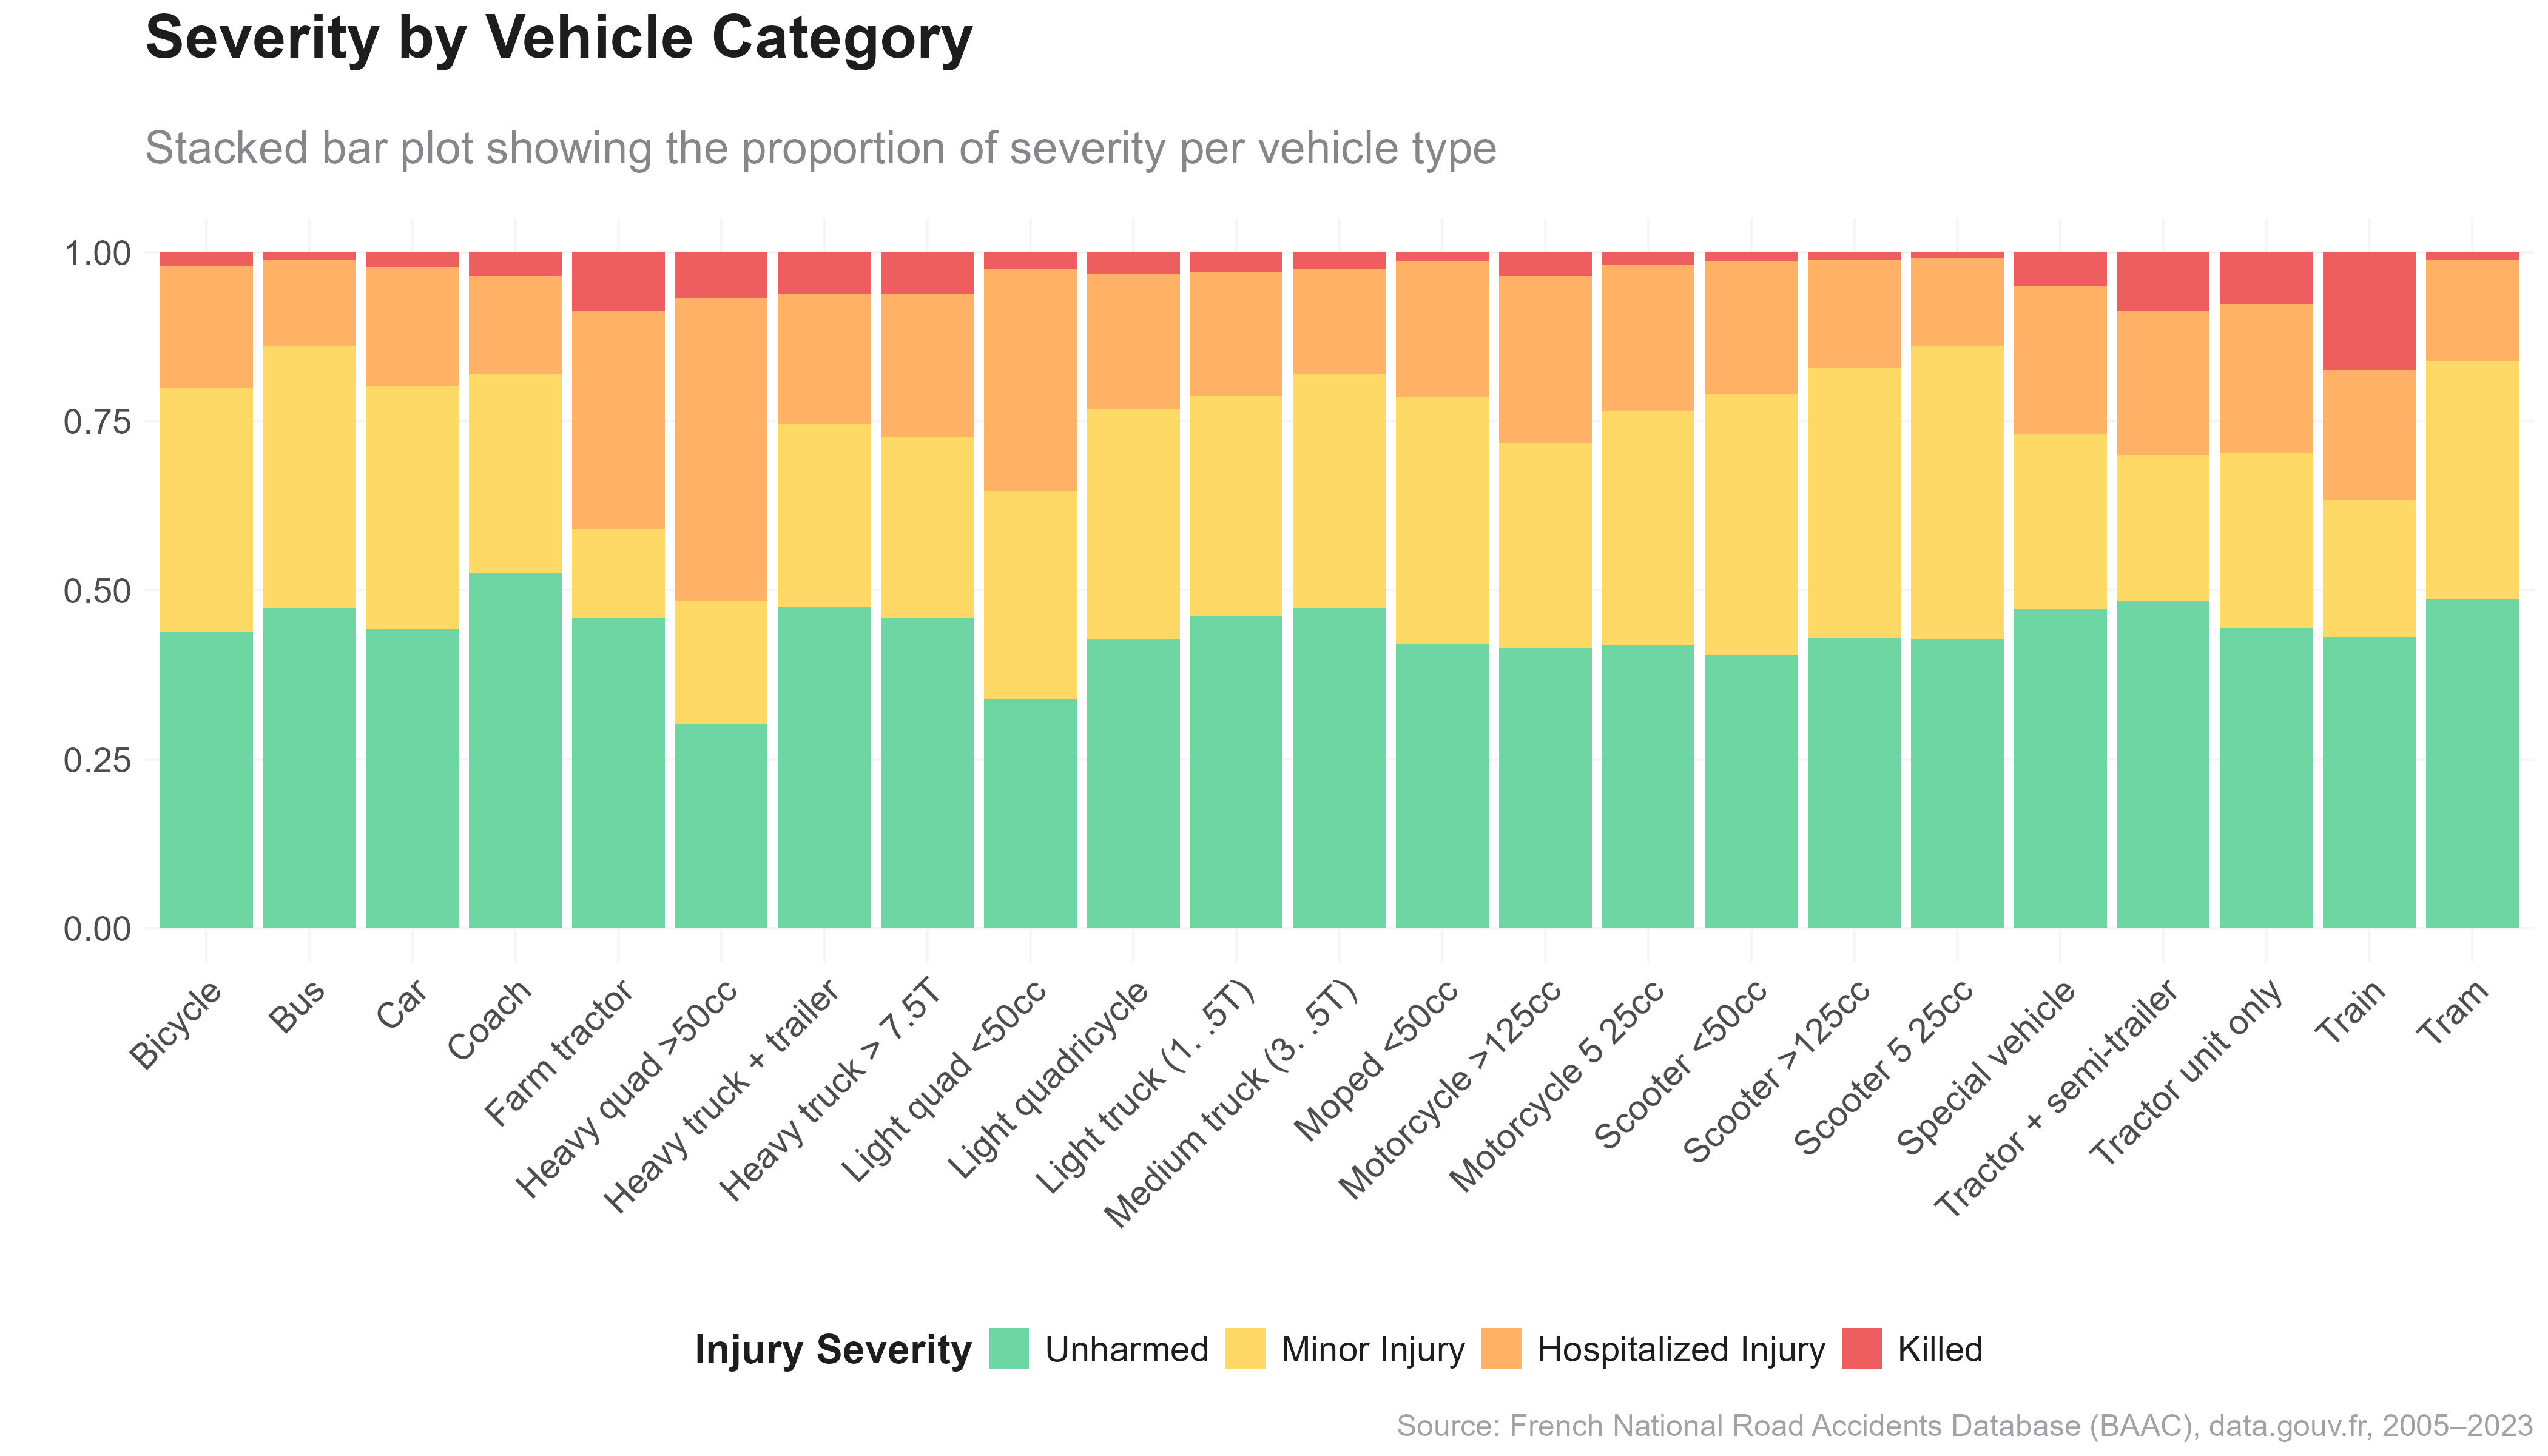 Severity by Vehicle Category
Stacked bar plot showing the proportion of severity per vehicle type
1.00
0.75
0.50
0.25
0.00
Bicycle
Bus
Car
Coach
Farm tractor
Heavy quad >50cc
Heavy truck + trailer
Heavy truck > 7.5T
Light quad <50cc
Light quadricycle
Light truck (1. .5T)
Medium truck (3. .5T)
Moped <50cc
Motorcycle >125cc
Motorcycle 5 25cc
Scooter <50cc
Scooter >125cc
Scooter 5 25cc
Special vehicle
Tractor + semi-trailer
Tractor unit only
Train
Tram
Injury Severity Unharmed Minor Injury Hospitalized Injury Killed
Source: French National Road Accidents Database (BAAC), data.gouv.fr, 2005–2023